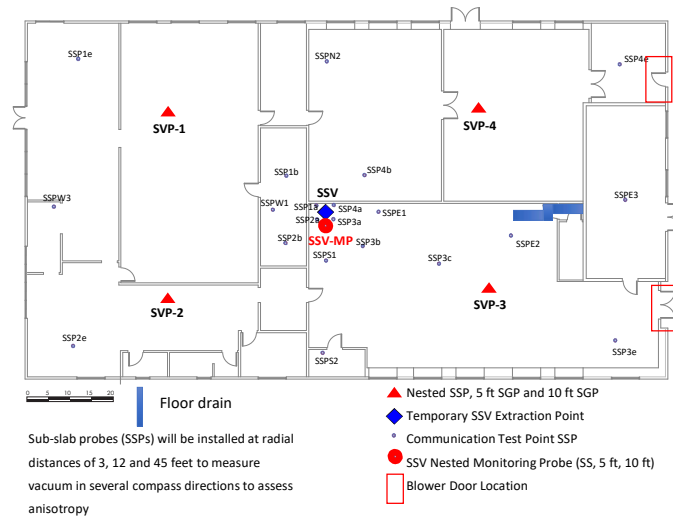 SSP1e
SSPN2
SSP4e
SVP-1
SVP-4
SSP1b
SSP4b
SSPE3
SSPW3
SSPW1
SSV
SSP1a
SSP4a
SSPE1
SSP2a
SSP3a
SSV-MP
SSP2b
SSP3b
SSPE2
SSPS1
SSP3c
SVP-3
SVP-2
SSP2e
SSPS2
SSP3e
0 5 10 15 20
Floor drain
Nested SSP, 5 ft SGP and 10 ft SGP
Temporary SSV Extraction Point
Communication Test Point SSP
SSV Nested Monitoring Probe (SS, 5 ft, 10 ft)
Blower Door Location
Sub-slab probes (SSPs) will be installed at radial
distances of 3, 12 and 45 feet to measure
vacuum in several compass directions to assess
anisotropy